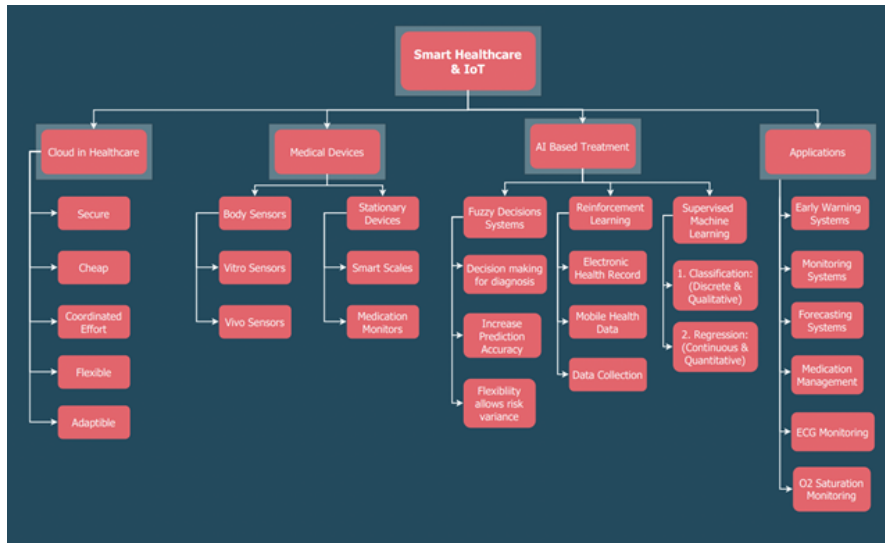 Smart Healthcare
& IoT
Cloud in Healthcare
Secure
Cheap
Coordinated
Effort
Flexible
Adaptible
Medical Devices
Body Sensors
Vitro Sensors
Vivo Sensors
Stationary
Devices
Smart Scales
Medication
Monitors
AI Based Treatment
Fuzzy Decisions
Systems
Decision making
for diagnosis
Increase
Prediction
Accuracy
Flexibliity
allows risk
variance
Reinforcement
Learning
Electronic
Health Record
Mobile Health
Data
Data Collection
Supervised
Machine
Learning
1. Classification:
(Discrete &
Qualitative)
2. Regression:
(Continuous &
Quantitative)
Applications
Early Warning
Systems
Monitoring
Systems
Forecasting
Systems
Medication
Management
ECG Monitoring
O2 Saturation
Monitoring